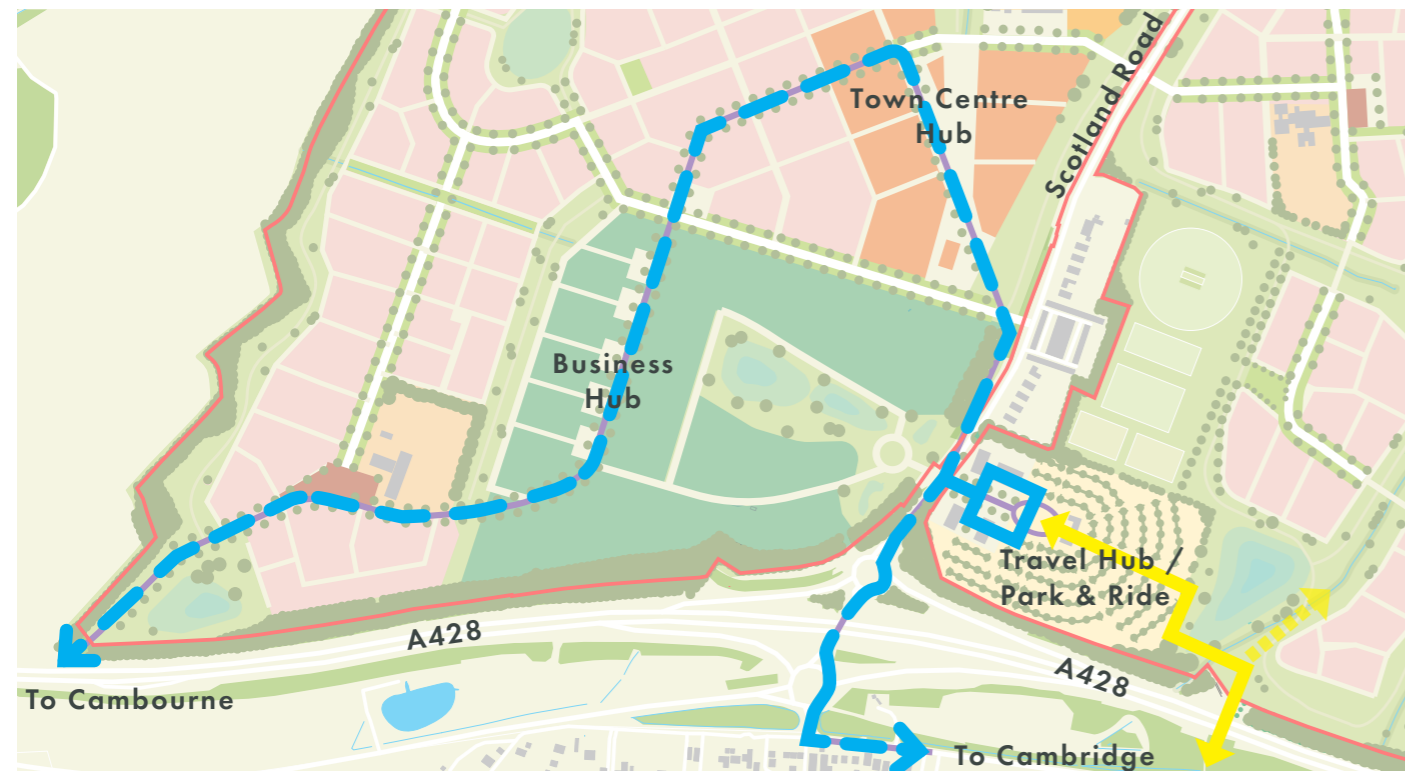 Scotland Road
Town Centre
Hub
Business
Hub
Travel Hub /
Park & Ride
A428
A428
To Cambourne
To Cambridge